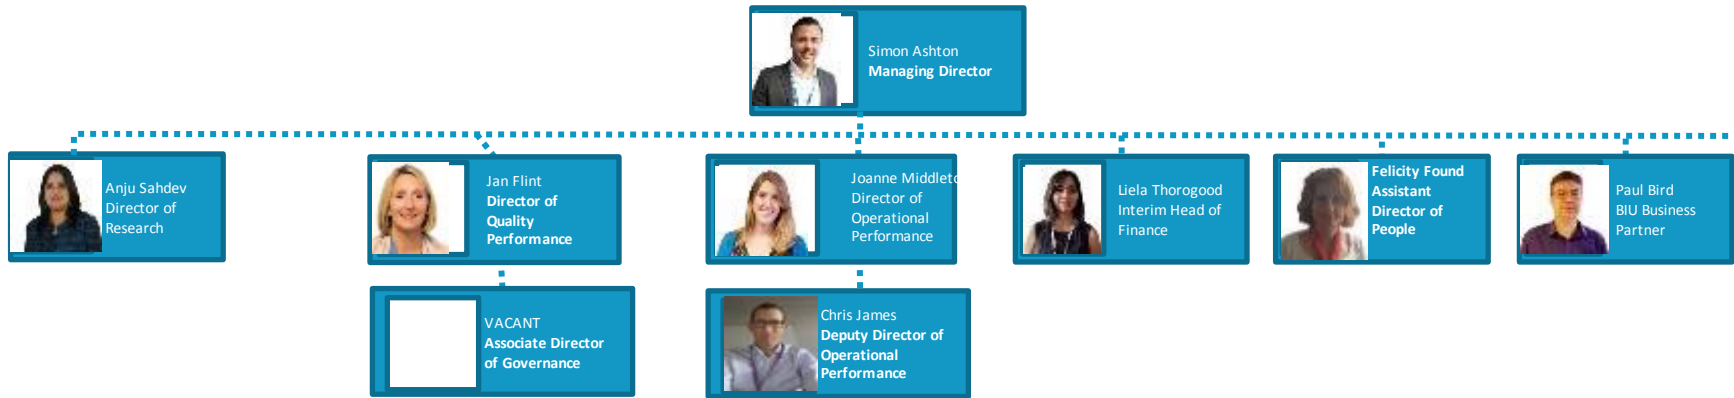 Simon Ashton
Managing Director
Anju Sahdev
Director of
Research
Jan Flint
Director of
Quality
Performance
Joanne Middletc
Director of
Operational
Performance
Liela Thorogood
Interim Head of
Finance
Felicity Found
Assistant
Director of
People
Paul Bird
BIU Business
Partner
VACANT
Associate Director
of Governance
Chris James
Deputy Director of
Operational
Performance